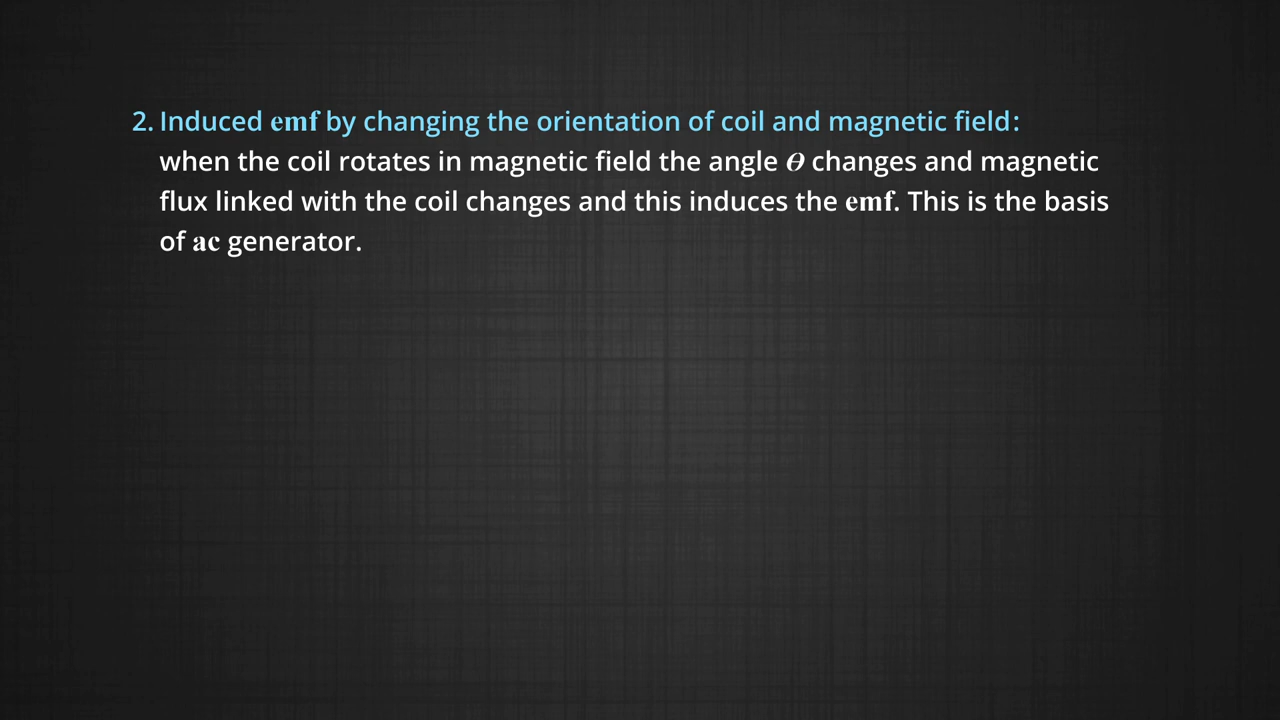 2. Induced emf by changing the orientation of coil and magnetic field:
when the coil rotates in magnetic field the angle θ changes and magnetic
flux linked with the coil changes and this induces the emf. This is the basis
of ac generator.